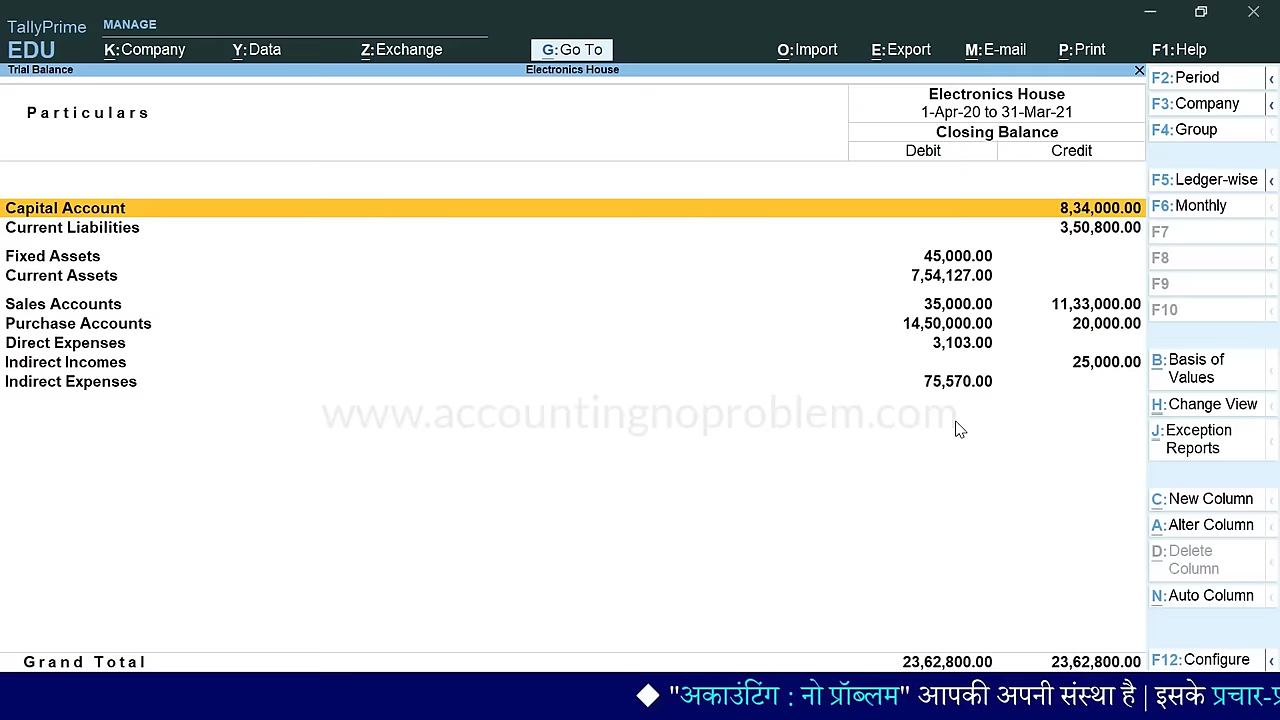 TallyPrime MANAGE
EDU K:Company Y:Data Z:Exchange G:Go To O:Import E:Export M:E-mail P:Print F1:Help
Trial Balance Electronics House
Particulars
Electronics House
1-Apr-20 to 31-Mar-21
Closing Balance
Debit Credit
Capital Account 8,34,000.00
Current Liabilities 3,50,800.00
Fixed Assets 45,000.00
Current Assets 7,54,127.00
Sales Accounts 35,000.00 11,33,000.00
Purchase Accounts 14,50,000.00 20,000.00
Direct Expenses 3,103.00
Indirect Incomes 25,000.00
Indirect Expenses 75,570.00
www.accountingnoproblem.com
Grand Total 23,62,800.00 23,62,800.00
F2:Period
F3:Company
F4:Group
F5:Ledger-wise
F6:Monthly
F7
F8
F9
F10
B:Basis of
Values
H:Change View
J:Exception
Reports
C:New Column
A:Alter Column
D:Delete
Column
N:Auto Column
F12:Configure
"अकाउंटिंग : नो प्रॉब्लम" आपकी अपनी संस्था है | इसके प्रचार-